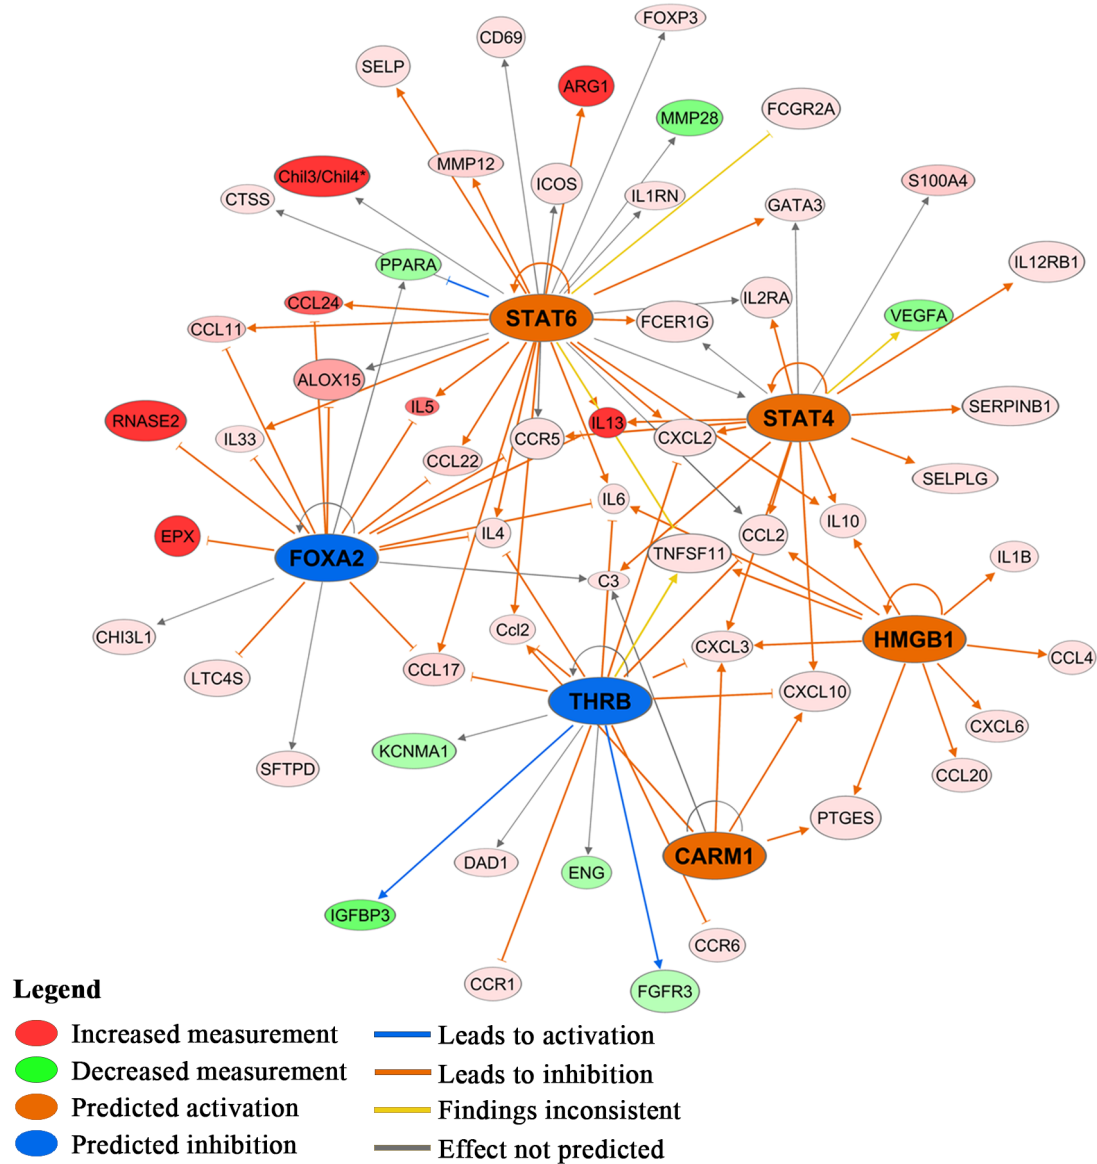 FOXP3
CD69
SELP
ARG1
FCGR2A
MMP28
MMP12
Chil3/Chil4*
ICOS
S100A4
CTSS
IL1RN
GATA3
PPARA
IL12RB1
CCL24
IL2RA
VEGFA
CCL11
STAT6
FCER1G
ALOX15
IL5
SERPINB1
RNASE2
IL13
STAT4
IL33
CCR5
CXCL2
CCL22
SELPLG
IL6
IL10
EPX
IL4
CCL2
FOXA2
TNFSF11
IL1B
C3
CHI3L1
Ccl2
CXCL3
HMGB1
CCL4
LTC4S
CCL17
THRB
CXCL10
CXCL6
KCNMA1
SFTPD
CCL20
PTGES
DAD1
ENG
CARM1
IGFBP3
CCR6
CCR1
FGFR3
Legend
Increased measurement
Decreased measurement
Predicted activation
Predicted inhibition
Leads to activation
Leads to inhibition
Findings inconsistent
Effect not predicted